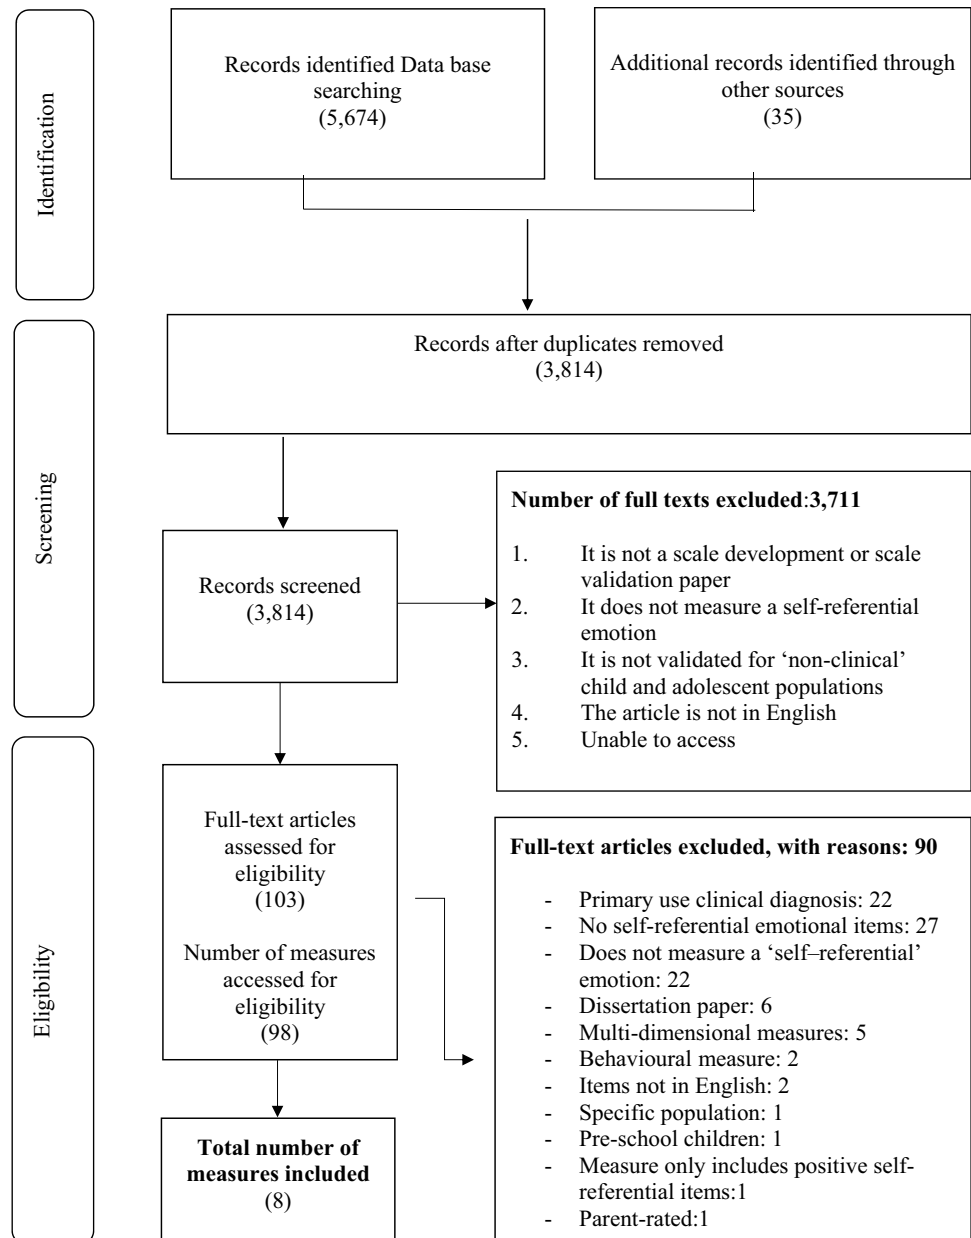 Identification
Records identified Data base
searching
(5,674)
Additional records identified through
other sources
(35)
Screening
Records after duplicates removed
(3,814)
Records screened
(3,814)
Number of full texts excluded:3,711
1. It is not a scale development or scale
validation paper
2. It does not measure a self-referential
emotion
3. It is not validated for ‘non-clinical’
child and adolescent populations
4. The article is not in English
5. Unable to access
Eligibility
Full-text articles
assessed for
eligibility
(103)
Number of measures
accessed for
eligibility
(98)
Full-text articles excluded, with reasons: 90
- Primary use clinical diagnosis: 22
- No self-referential emotional items: 27
- Does not measure a ‘self–referential’
emotion: 22
- Dissertation paper: 6
- Multi-dimensional measures: 5
- Behavioural measure: 2
- Items not in English: 2
- Specific population: 1
- Pre-school children: 1
- Measure only includes positive self-
referential items:1
- Parent-rated:1
Total number of
measures included
(8)